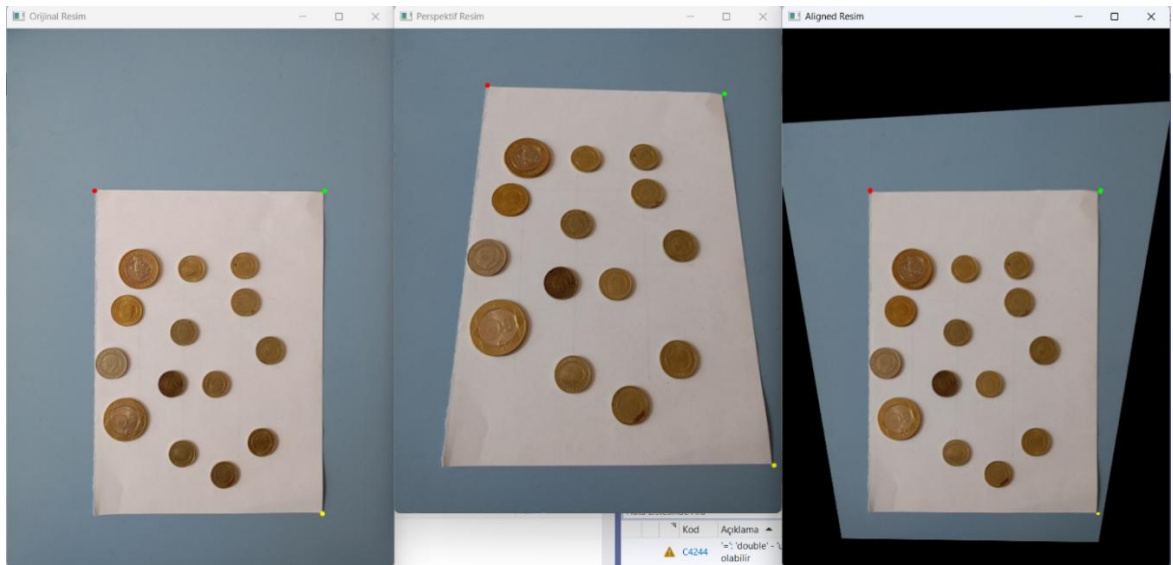 Orijinal Resim
Perspektif Resim
Aligned Resim
Kod
Açıklama
C4244
'=': 'double' - 'u
olabilir